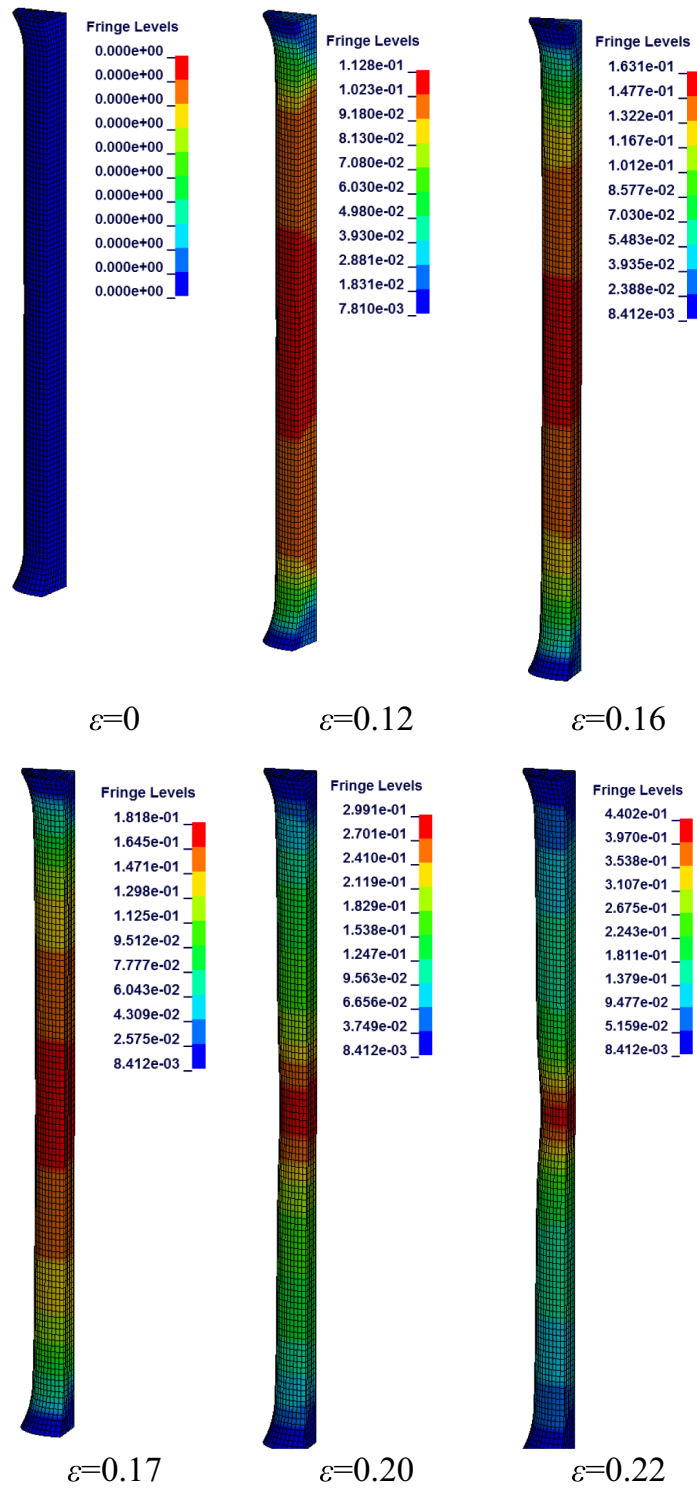 Fringe Levels
0.000e+00
0.000e+00
0.000e+00
0.000e+00
0.000e+00
0.000e+00
0.000e+00
0.000e+00
0.000e+00
0.000e+00
0.000e+00
Fringe Levels
1.128e-01
1.023e-01
9.180e-02
8.130e-02
7.080e-02
6.030e-02
4.980e-02
3.930e-02
2.881e-02
1.831e-02
7.810e-03
Fringe Levels
1.631e-01
1.477e-01
1.322e-01
1.167e-01
1.012e-01
8.577e-02
7.030e-02
5.483e-02
3.935e-02
2.388e-02
8.412e-03
ε=0
ε=0.12
ε=0.16
Fringe Levels
1.818e-01
1.645e-01
1.471e-01
1.298e-01
1.125e-01
9.512e-02
7.777e-02
6.043e-02
4.309e-02
2.575e-02
8.412e-03
Fringe Levels
2.991e-01
2.701e-01
2.410e-01
2.119e-01
1.829e-01
1.538e-01
1.247e-01
9.563e-02
6.656e-02
3.749e-02
8.412e-03
Fringe Levels
4.402e-01
3.970e-01
3.538e-01
3.107e-01
2.675e-01
2.243e-01
1.811e-01
1.379e-01
9.477e-02
5.159e-02
8.412e-03
ε=0.17
ε=0.20
ε=0.22